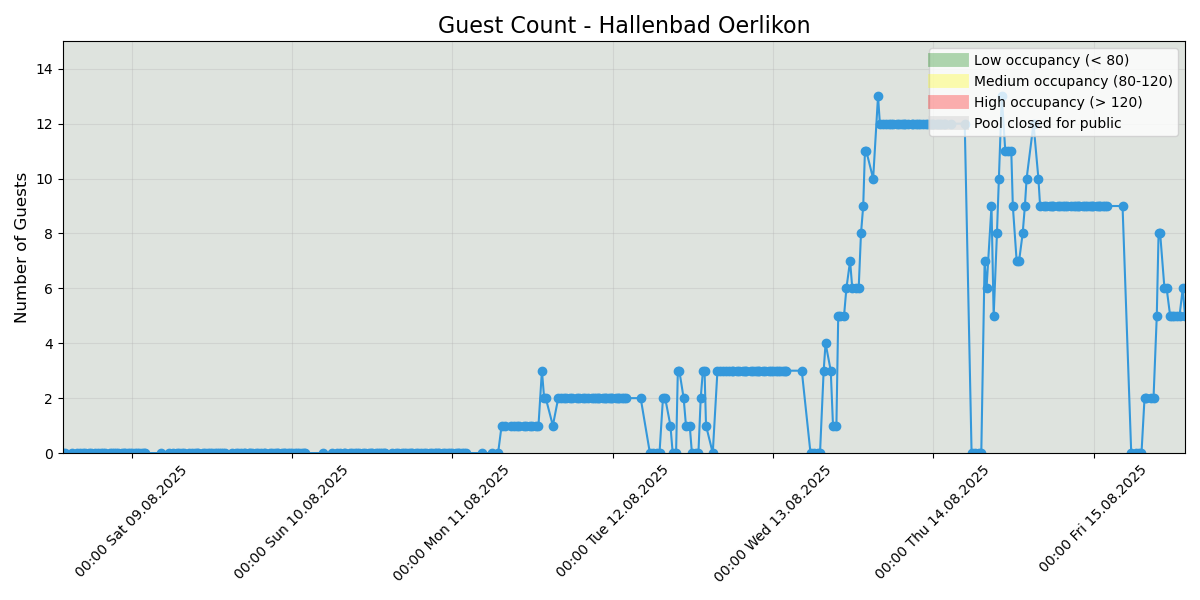 Guest Count - Hallenbad Oerlikon
Number of Guests
14
12
10
8
6
4
2
0
Low occupancy (< 80)
Medium occupancy (80-120)
High occupancy (> 120)
Pool closed for public
00:00 Sat 09.08.2025
00:00 Sun 10.08.2025
00:00 Mon 11.08.2025
00:00 Tue 12.08.2025
00:00 Wed 13.08.2025
00:00 Thu 14.08.2025
00:00 Fri 15.08.2025